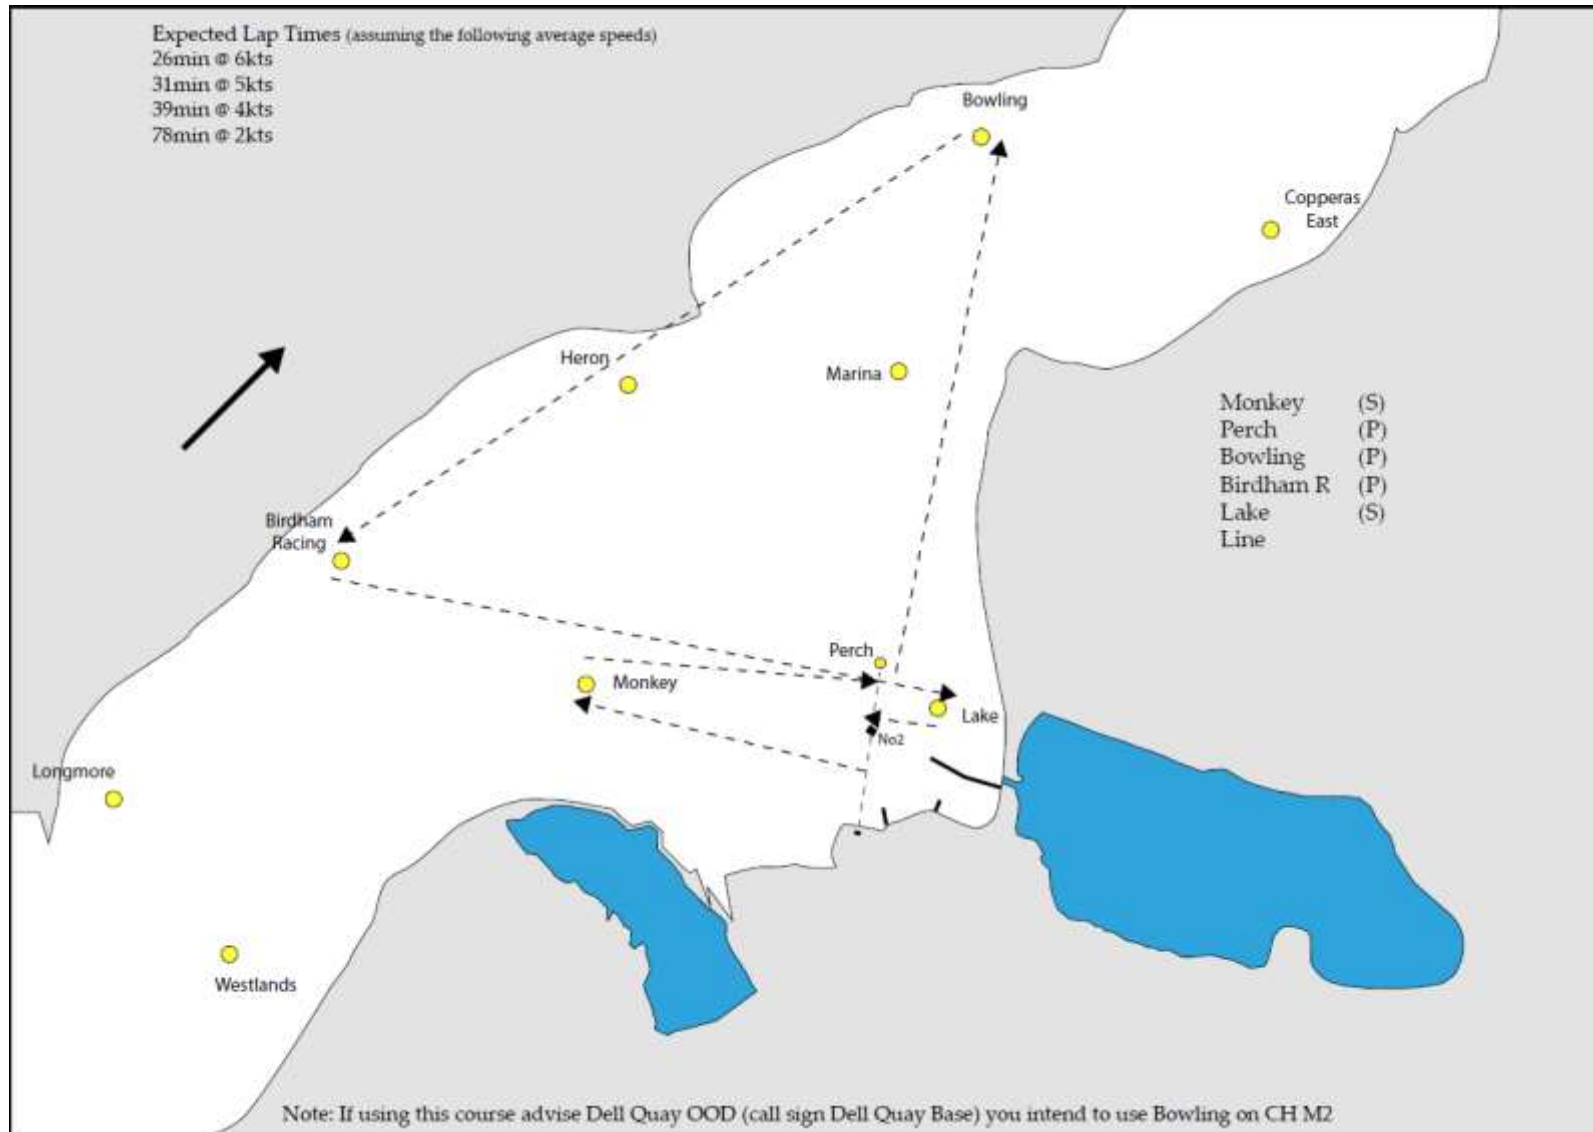 Expected Lap Times (assuming the following average speeds)
26min @ 6kts
31min @ 5kts
39min @ 4kts
78min @ 2kts
Bowling
Copperas
East
Heron
Marina
Monkey (S)
Perch (P)
Bowling (P)
Birdham R (P)
Lake (S)
Line
Birdham
Racing
Perch
Monkey
Lake
No2
Longmore
Westlands
Note: If using this course advise Dell Quay OOD (call sign Dell Quay Base) you intend to use Bowling on CH M2